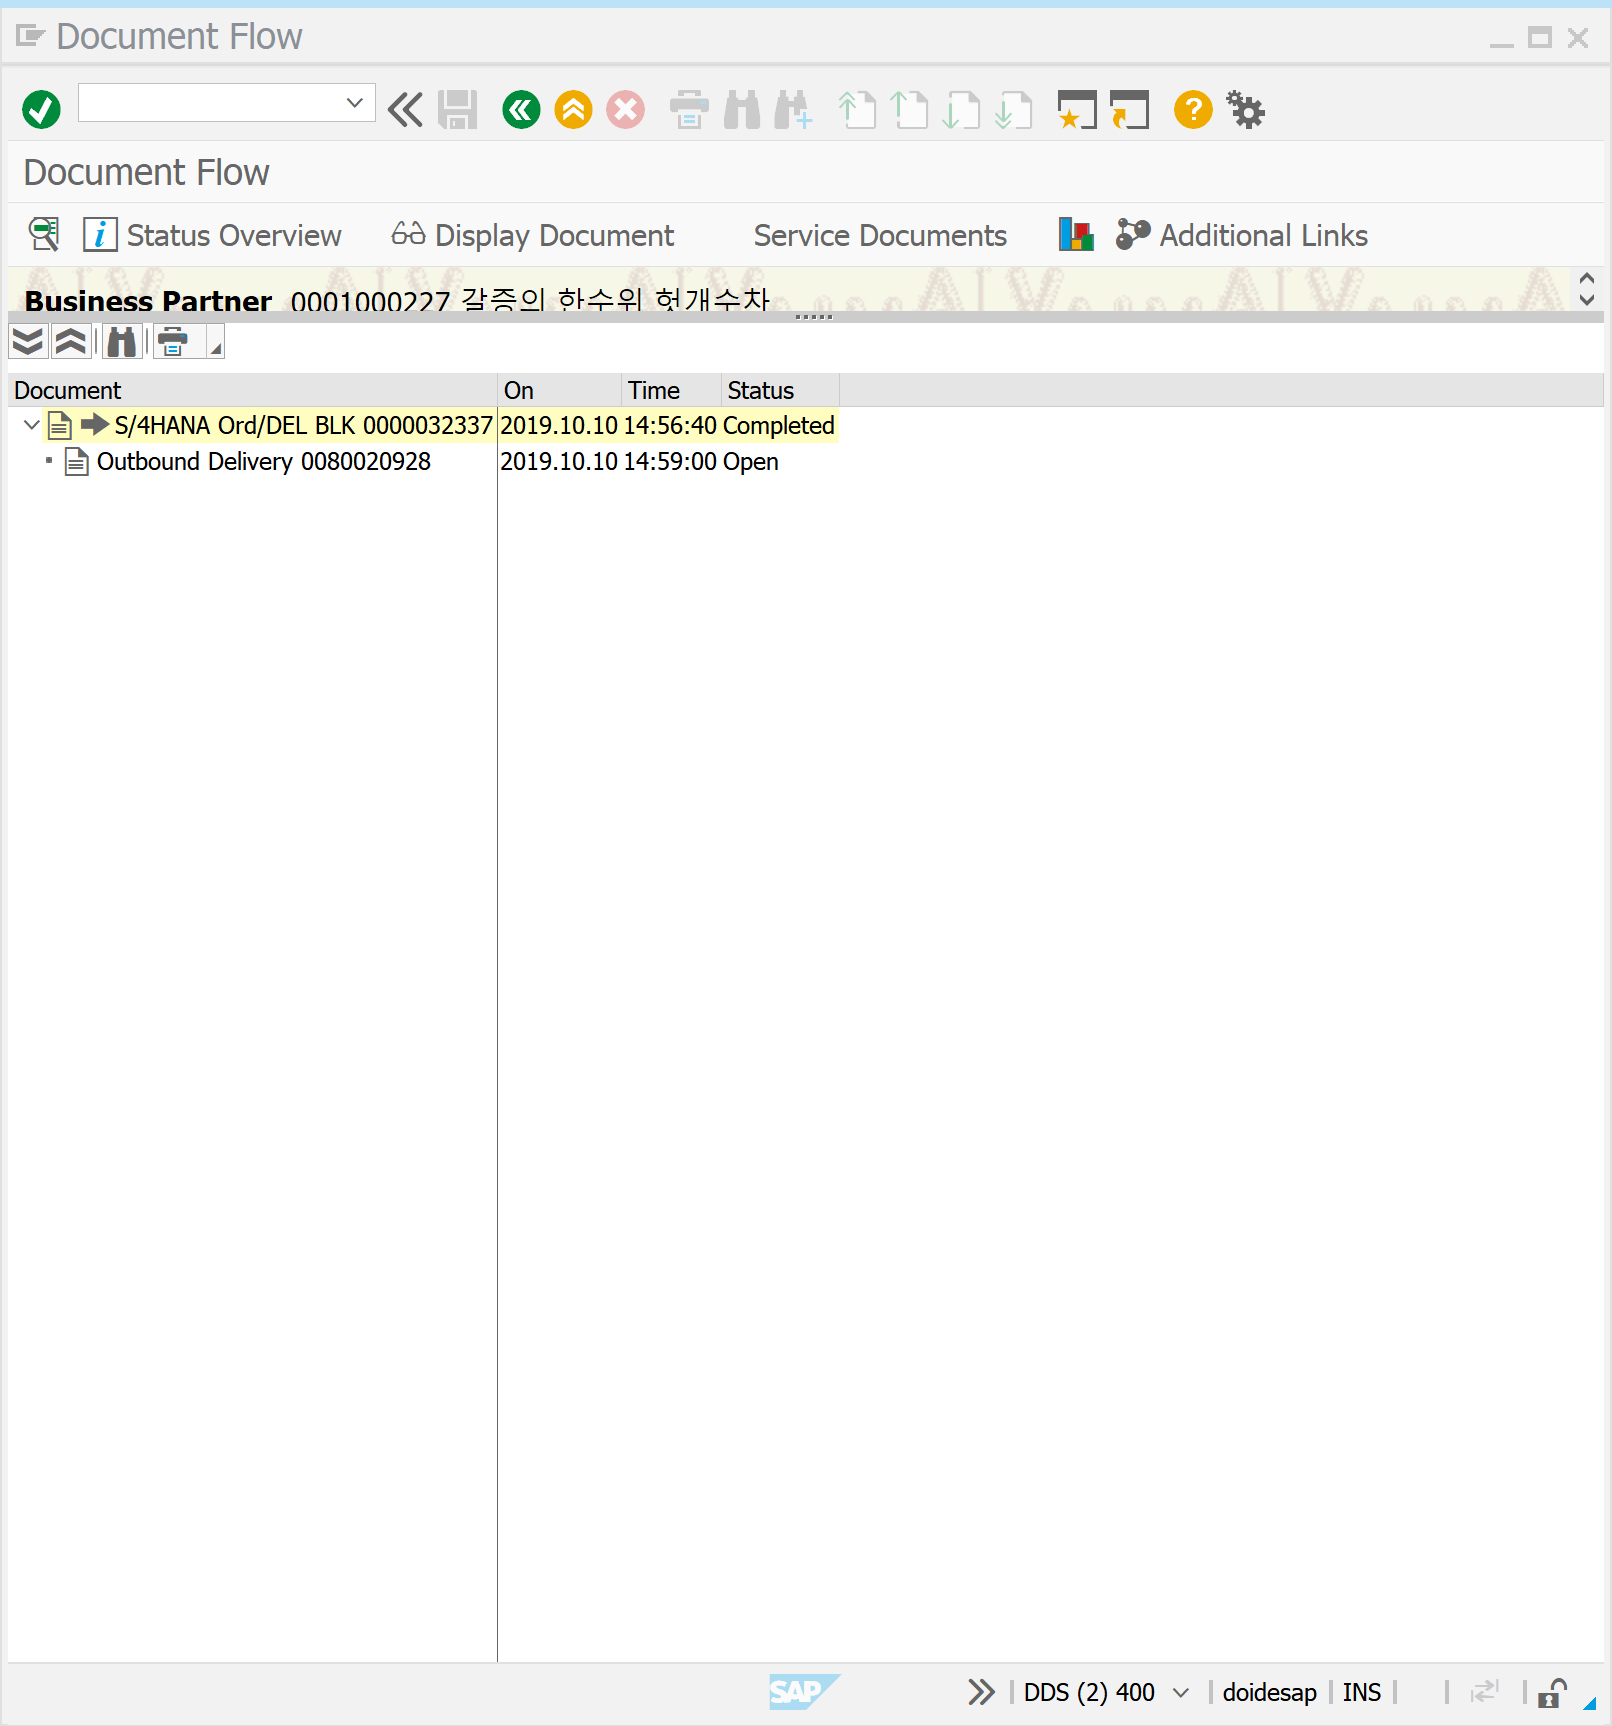 Document Flow
Document Flow
Status Overview Display Document Service Documents Additional Links
Business Partner 0001000227 갈증의 한수위 헛개수차
Document On Time Status
S/4HANA Ord/DEL BLK 0000032337 2019.10.10 14:56:40 Completed
Outbound Delivery 0080020928 2019.10.10 14:59:00 Open
SAP DDS (2) 400 doidesap INS